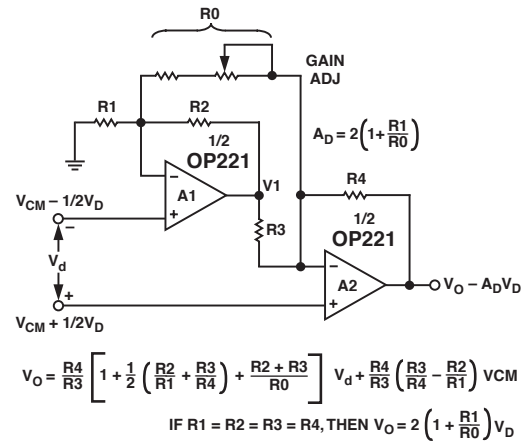 R0
GAIN
ADJ
R1
R2
1/2
OP221
A_D = 2(1 + R1/R0)
V1
R4
A1
−
+
V_CM − 1/2V_D
−
R3
1/2
OP221
V_d
−
A2
+
V_O − A_DV_D
+
V_CM + 1/2V_D
V_O = R4/R3 [1 + 1/2 (R2/R1 + R3/R4) + (R2 + R3)/R0] V_d + R4/R3 (R3/R4 − R2/R1) VCM
IF R1 = R2 = R3 = R4, THEN V_O = 2 (1 + R1/R0) V_D